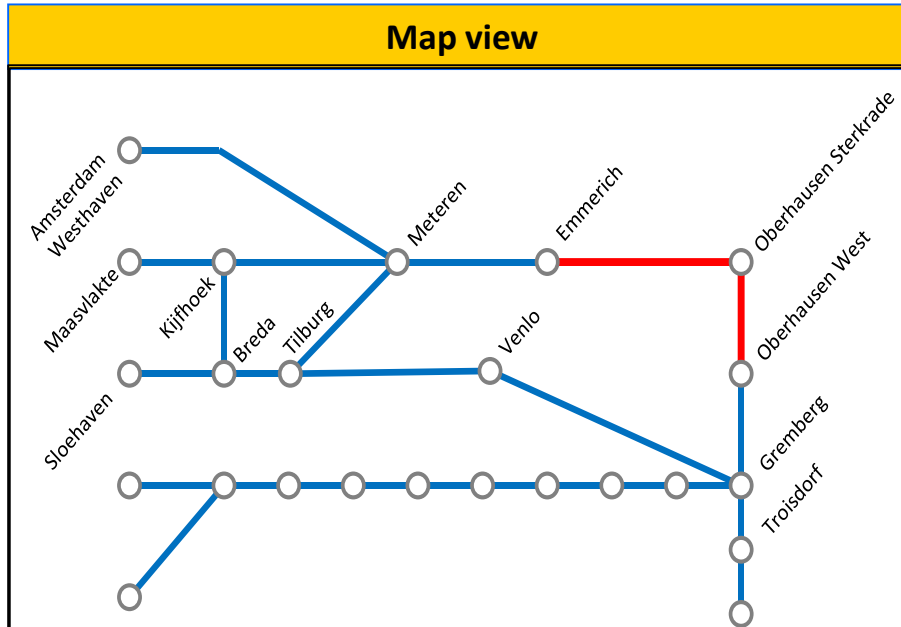 Map view
Amsterdam
Westhaven
Meteren
Emmerich
Oberhausen Sterkrade
Maasvlakte
Kijfhoek
Breda
Tilburg
Venlo
Oberhausen West
Sloehaven
Gremberg
Troisdorf